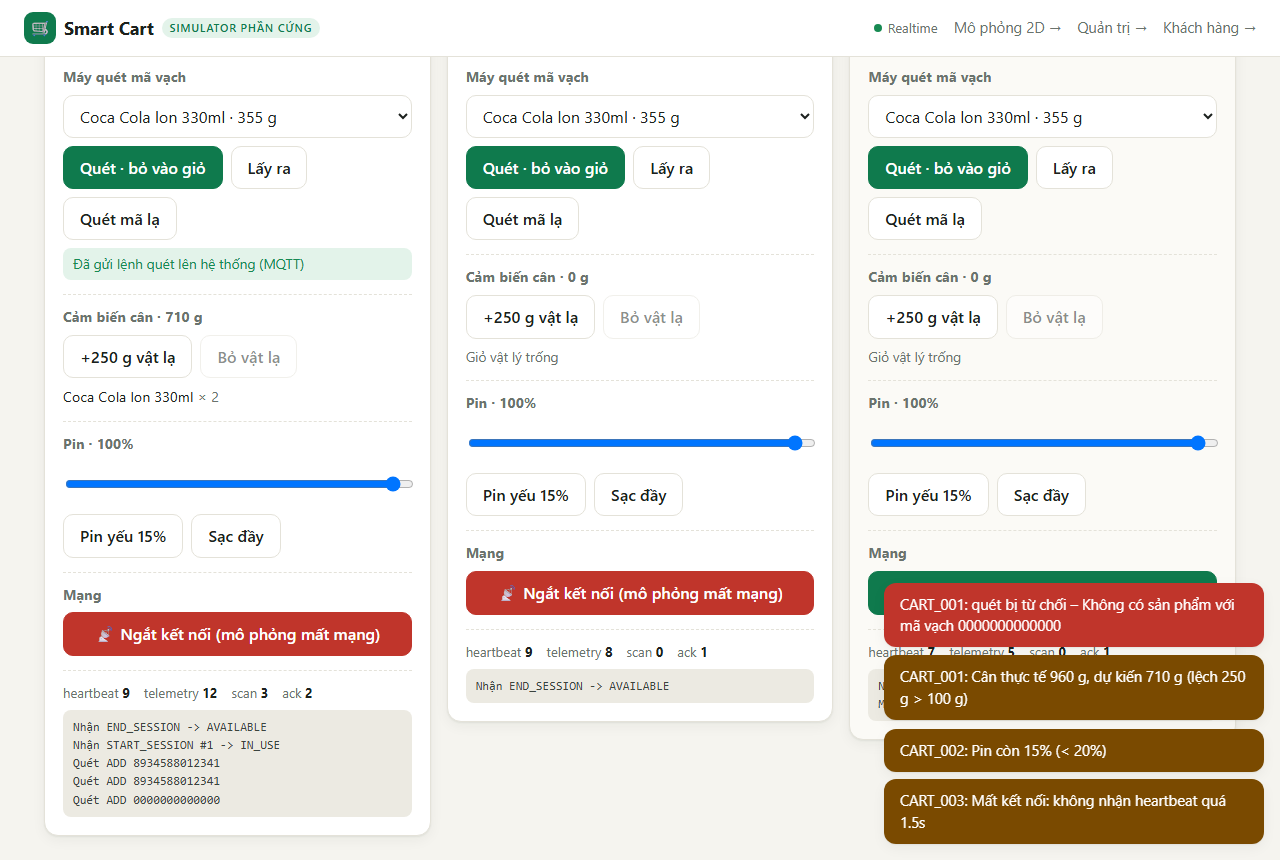 Smart Cart
SIMULATOR PHẦN CỨNG
Realtime
Mô phỏng 2D →
Quản trị →
Khách hàng →
Máy quét mã vạch
Coca Cola lon 330ml · 355 g
Quét · bỏ vào giỏ
Lấy ra
Quét mã lạ
Đã gửi lệnh quét lên hệ thống (MQTT)
Cảm biến cân · 710 g
+250 g vật lạ
Bỏ vật lạ
Coca Cola lon 330ml × 2
Pin · 100%
Pin yếu 15%
Sạc đầy
Mạng
Ngắt kết nối (mô phỏng mất mạng)
heartbeat 9 telemetry 12 scan 3 ack 2
Nhận END_SESSION -> AVAILABLE
Nhận START_SESSION #1 -> IN_USE
Quét ADD 8934588012341
Quét ADD 8934588012341
Quét ADD 0000000000000
Máy quét mã vạch
Coca Cola lon 330ml · 355 g
Quét · bỏ vào giỏ
Lấy ra
Quét mã lạ
Cảm biến cân · 0 g
+250 g vật lạ
Bỏ vật lạ
Giỏ vật lý trống
Pin · 100%
Pin yếu 15%
Sạc đầy
Mạng
Ngắt kết nối (mô phỏng mất mạng)
heartbeat 9 telemetry 8 scan 0 ack 1
Nhận END_SESSION -> AVAILABLE
Máy quét mã vạch
Coca Cola lon 330ml · 355 g
Quét · bỏ vào giỏ
Lấy ra
Quét mã lạ
Cảm biến cân · 0 g
+250 g vật lạ
Bỏ vật lạ
Giỏ vật lý trống
Pin · 100%
Pin yếu 15%
Sạc đầy
Mạng
heartbeat 7 telemetry 5 scan 0 ack 1
CART_001: quét bị từ chối – Không có sản phẩm với
mã vạch 0000000000000
CART_001: Cân thực tế 960 g, dự kiến 710 g (lệch 250
g > 100 g)
CART_002: Pin còn 15% (< 20%)
CART_003: Mất kết nối: không nhận heartbeat quá
1.5s